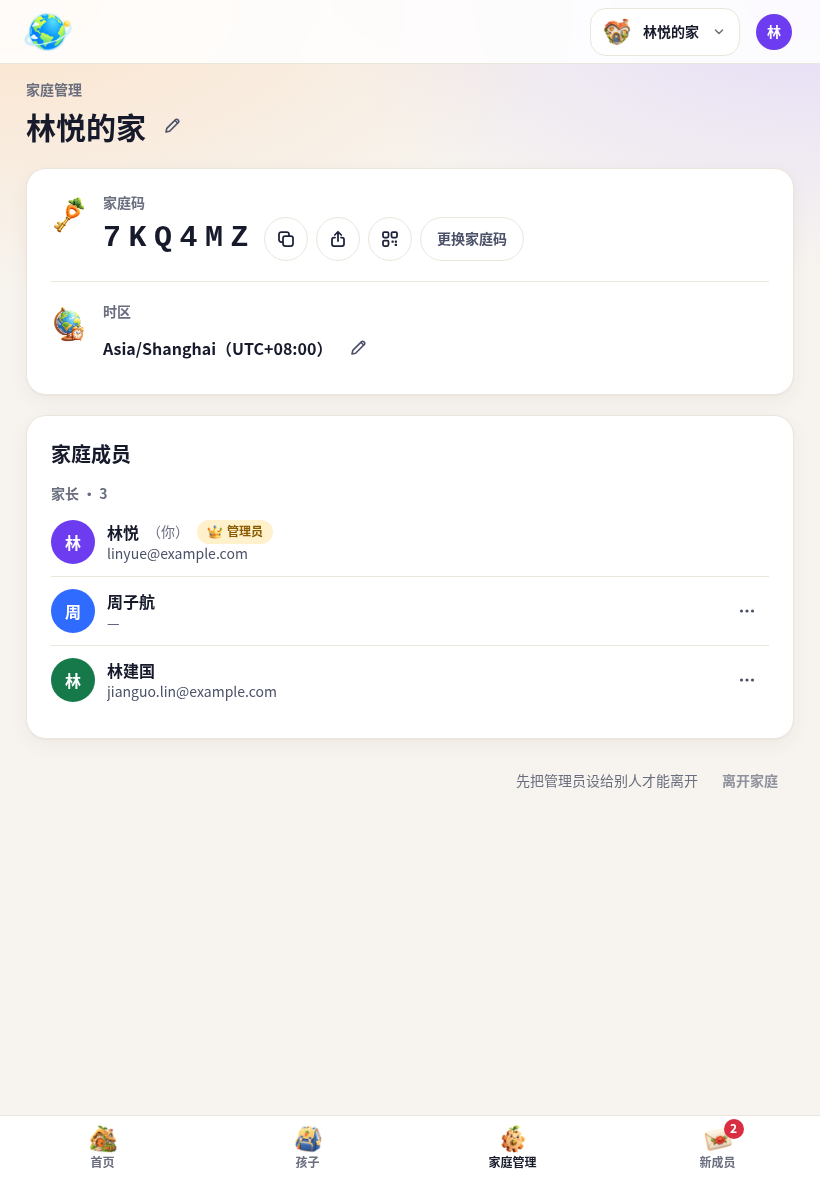 林悦的家
林
家庭管理
林悦的家
家庭码
7KQ4MZ
更换家庭码
时区
Asia/Shanghai（UTC+08:00）
家庭成员
家长 • 3
林
林悦 （你） 管理员
linyue@example.com
周
周子航
—
林
林建国
jianguo.lin@example.com
先把管理员设给别人才能离开 离开家庭
2
首页 孩子 家庭管理 新成员